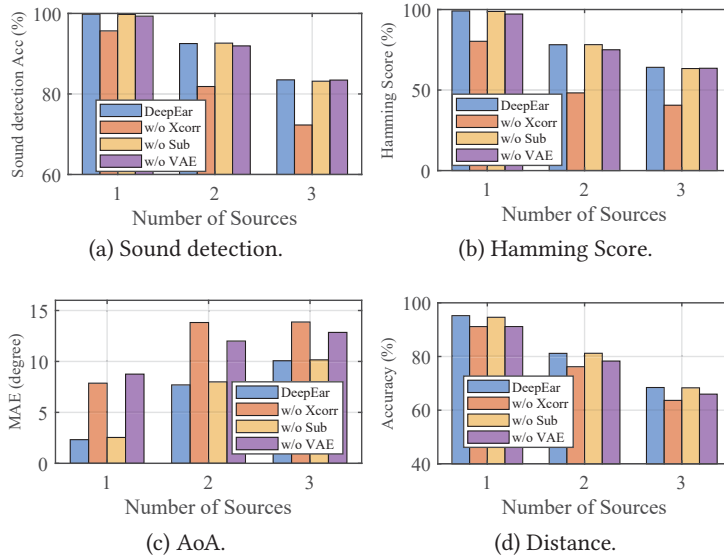 Sound detection Acc (%)
100
80
60
DeepEar
w/o Xcorr
w/o Sub
w/o VAE
1 2 3
Number of Sources
(a) Sound detection.
Hamming Score (%)
100
50
0
DeepEar
w/o Xcorr
w/o Sub
w/o VAE
1 2 3
Number of Sources
(b) Hamming Score.
MAE (degree)
15
10
5
0
DeepEar
w/o Xcorr
w/o Sub
w/o VAE
1 2 3
Number of Sources
(c) AoA.
Accuracy (%)
100
80
60
40
DeepEar
w/o Xcorr
w/o Sub
w/o VAE
1 2 3
Number of Sources
(d) Distance.